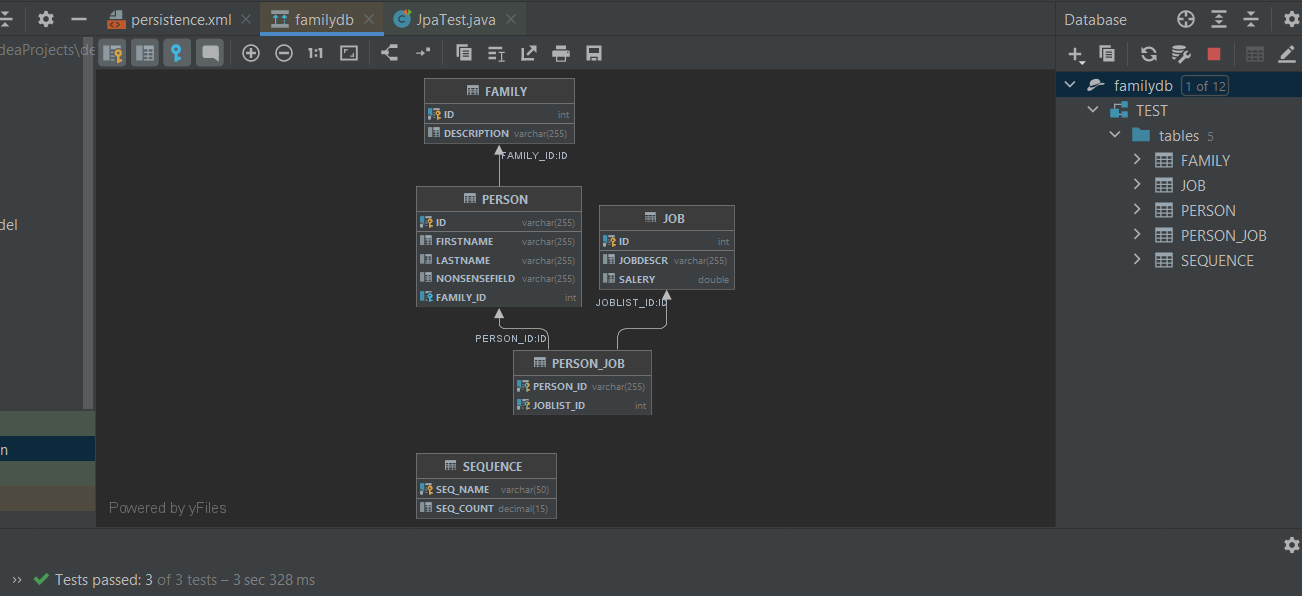 persistence.xml
familydb
JpaTest.java
Database
deaProjects\de
1:1
familydb 1 of 12
TEST
tables 5
FAMILY
JOB
PERSON
PERSON_JOB
SEQUENCE
del
n
FAMILY
ID int
DESCRIPTION varchar(255)
FAMILY_ID:ID
PERSON
ID varchar(255)
FIRSTNAME varchar(255)
LASTNAME varchar(255)
NONSENSEFIELD varchar(255)
FAMILY_ID int
JOB
ID int
JOBDESCR varchar(255)
SALERY double
JOBLIST_ID:ID
PERSON_ID:ID
PERSON_JOB
PERSON_ID varchar(255)
JOBLIST_ID int
SEQUENCE
SEQ_NAME varchar(50)
SEQ_COUNT decimal(15)
Powered by yFiles
›› Tests passed: 3 of 3 tests – 3 sec 328 ms